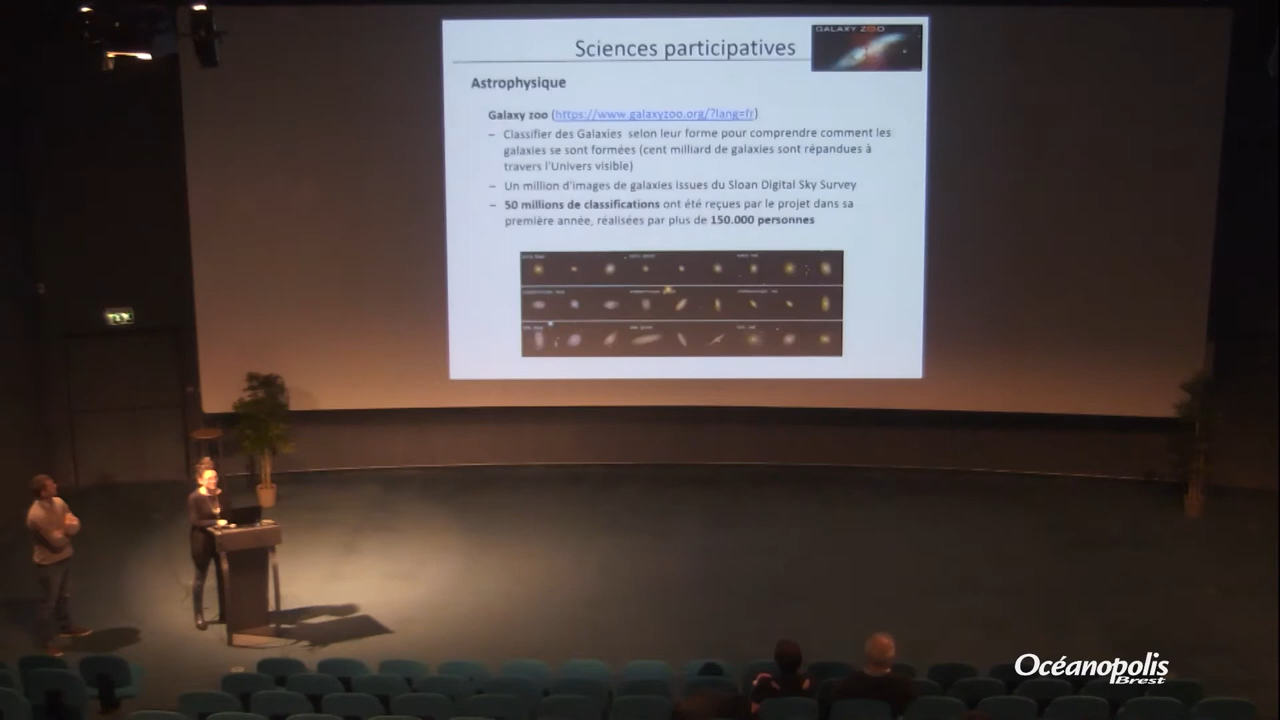 GALAXY ZOO
Sciences participatives
Astrophysique
Galaxy zoo (https://www.galaxyzoo.org/?lang=fr)
– Classifier des Galaxies selon leur forme pour comprendre comment les
galaxies se sont formées (cent milliard de galaxies sont répandues à
travers l'Univers visible)
– Un million d'images de galaxies issues du Sloan Digital Sky Survey
– 50 millions de classifications ont été reçues par le projet dans sa
première année, réalisées par plus de 150.000 personnes
Océanopolis
Brest